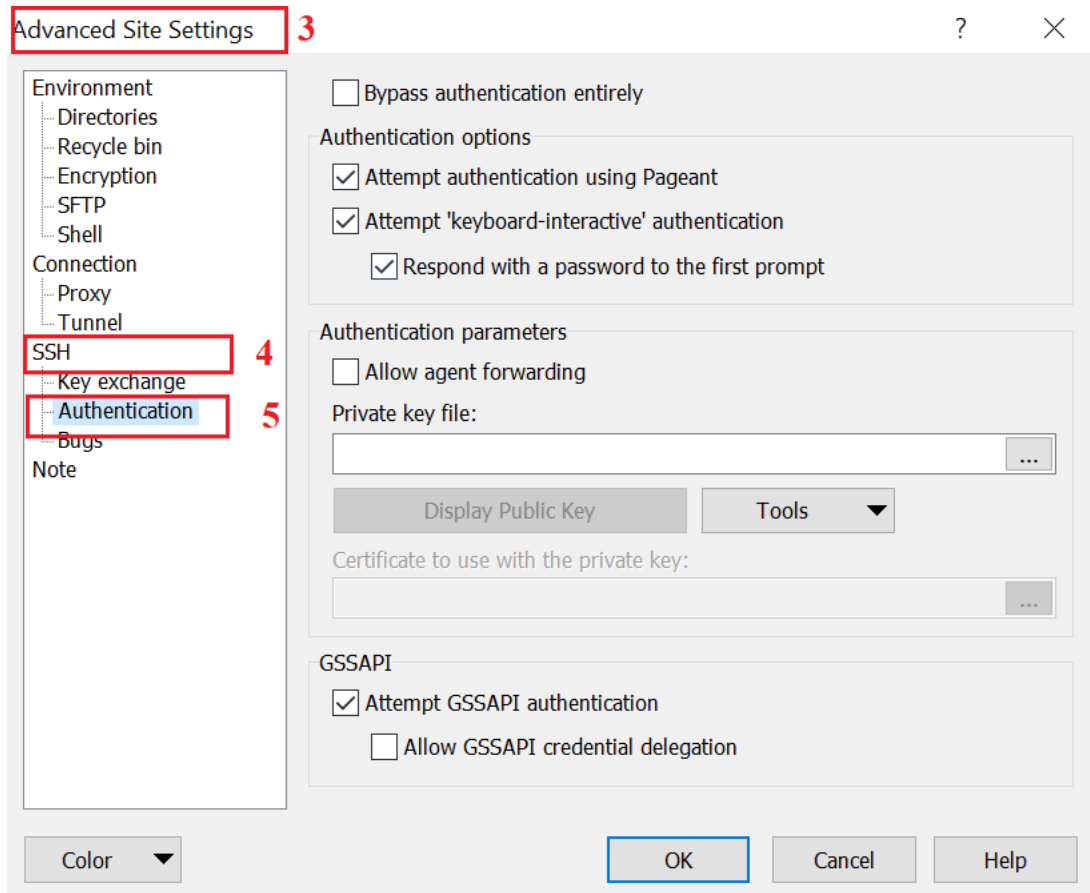 Advanced Site Settings 3 ?
Environment
Directories
Recycle bin
Encryption
SFTP
Shell
Connection
Proxy
Tunnel
SSH 4
Key exchange
Authentication 5
Bugs
Note
Bypass authentication entirely
Authentication options
Attempt authentication using Pageant
Attempt 'keyboard-interactive' authentication
Respond with a password to the first prompt
Authentication parameters
Allow agent forwarding
Private key file:
...
Display Public Key Tools
Certificate to use with the private key:
...
GSSAPI
Attempt GSSAPI authentication
Allow GSSAPI credential delegation
Color OK Cancel Help